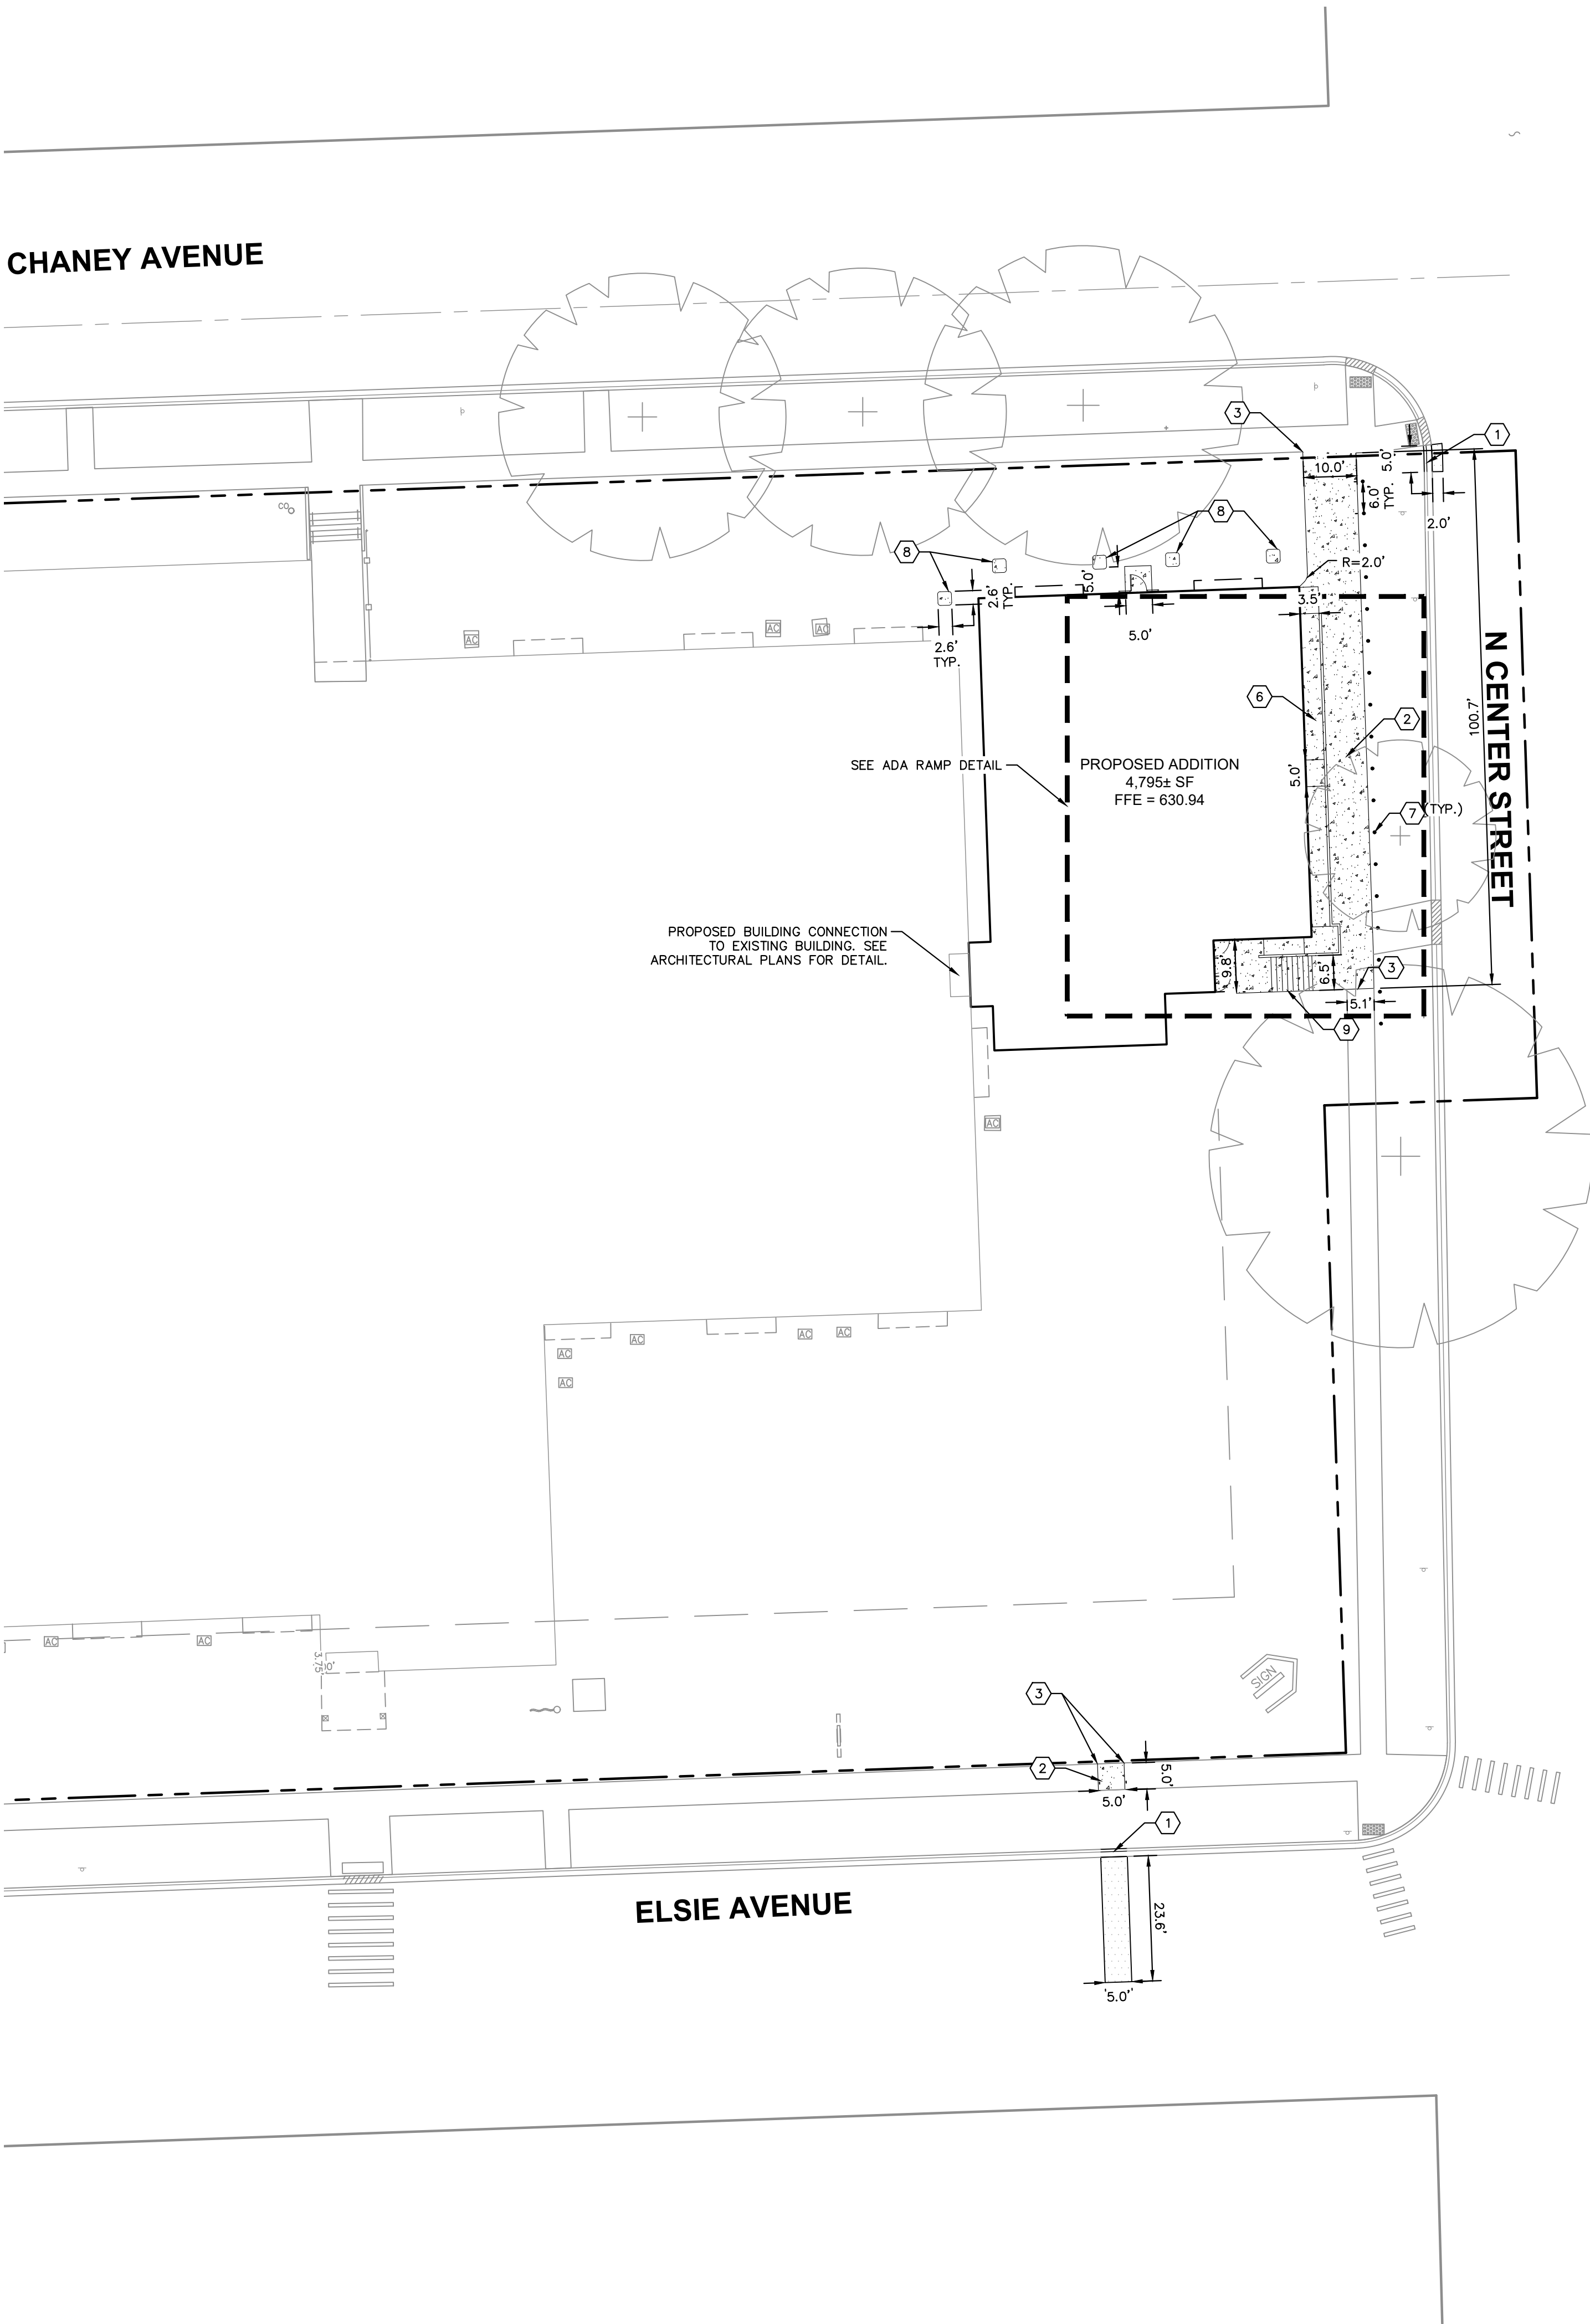 CHANEY AVENUE
3
1
10.0'
5.0'
6.0'
TYP.
2.0'
CO
8
8
R=2.0'
5.0'
2.6'
TYP.
3.5'
2.6'
TYP.
5.0'
AC
AC
AC
N CENTER STREET
100.7'
6
2
SEE ADA RAMP DETAIL
PROPOSED ADDITION
4,795± SF
FFE = 630.94
5.0'
7
(TYP.)
PROPOSED BUILDING CONNECTION
TO EXISTING BUILDING. SEE
ARCHITECTURAL PLANS FOR DETAIL.
9.8'
6.5'
3
5.1'
9
AC
AC
AC
AC
AC
AC
AC
AC
3.75
SIGN
3
2
5.0'
5.0'
1
ELSIE AVENUE
23.6'
5.0'